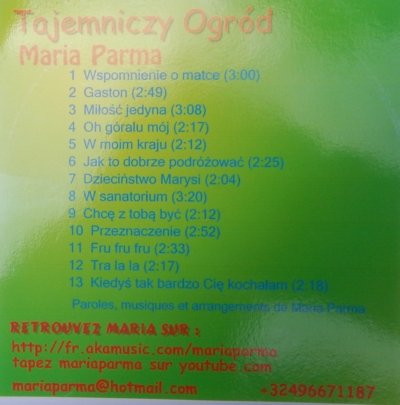 Tajemniczy Ogród
Maria Parma
1 Wspomnienie o matce (3:00)
2 Gaston (2:49)
3 Miłość jedyna (3:08)
4 Oh góralu mój (2:17)
5 W moim kraju (2:12)
6 Jak to dobrze podróżować (2:25)
7 Dzieciństwo Marysi (2:04)
8 W sanatorium (3:20)
9 Chcę z tobą być (2:12)
10 Przeznaczenie (2:52)
11 Fru fru fru (2:33)
12 Tra la la (2:17)
13 Kiedyś tak bardzo Cię kochałam (2:18)
Paroles, musiques et arrangements de Maria Parma
RETROUVEZ MARIA SUR :
http://fr.akamusic.com/mariaparma
tapez mariaparma sur youtube.com
mariaparma@hotmail.com +32496671187